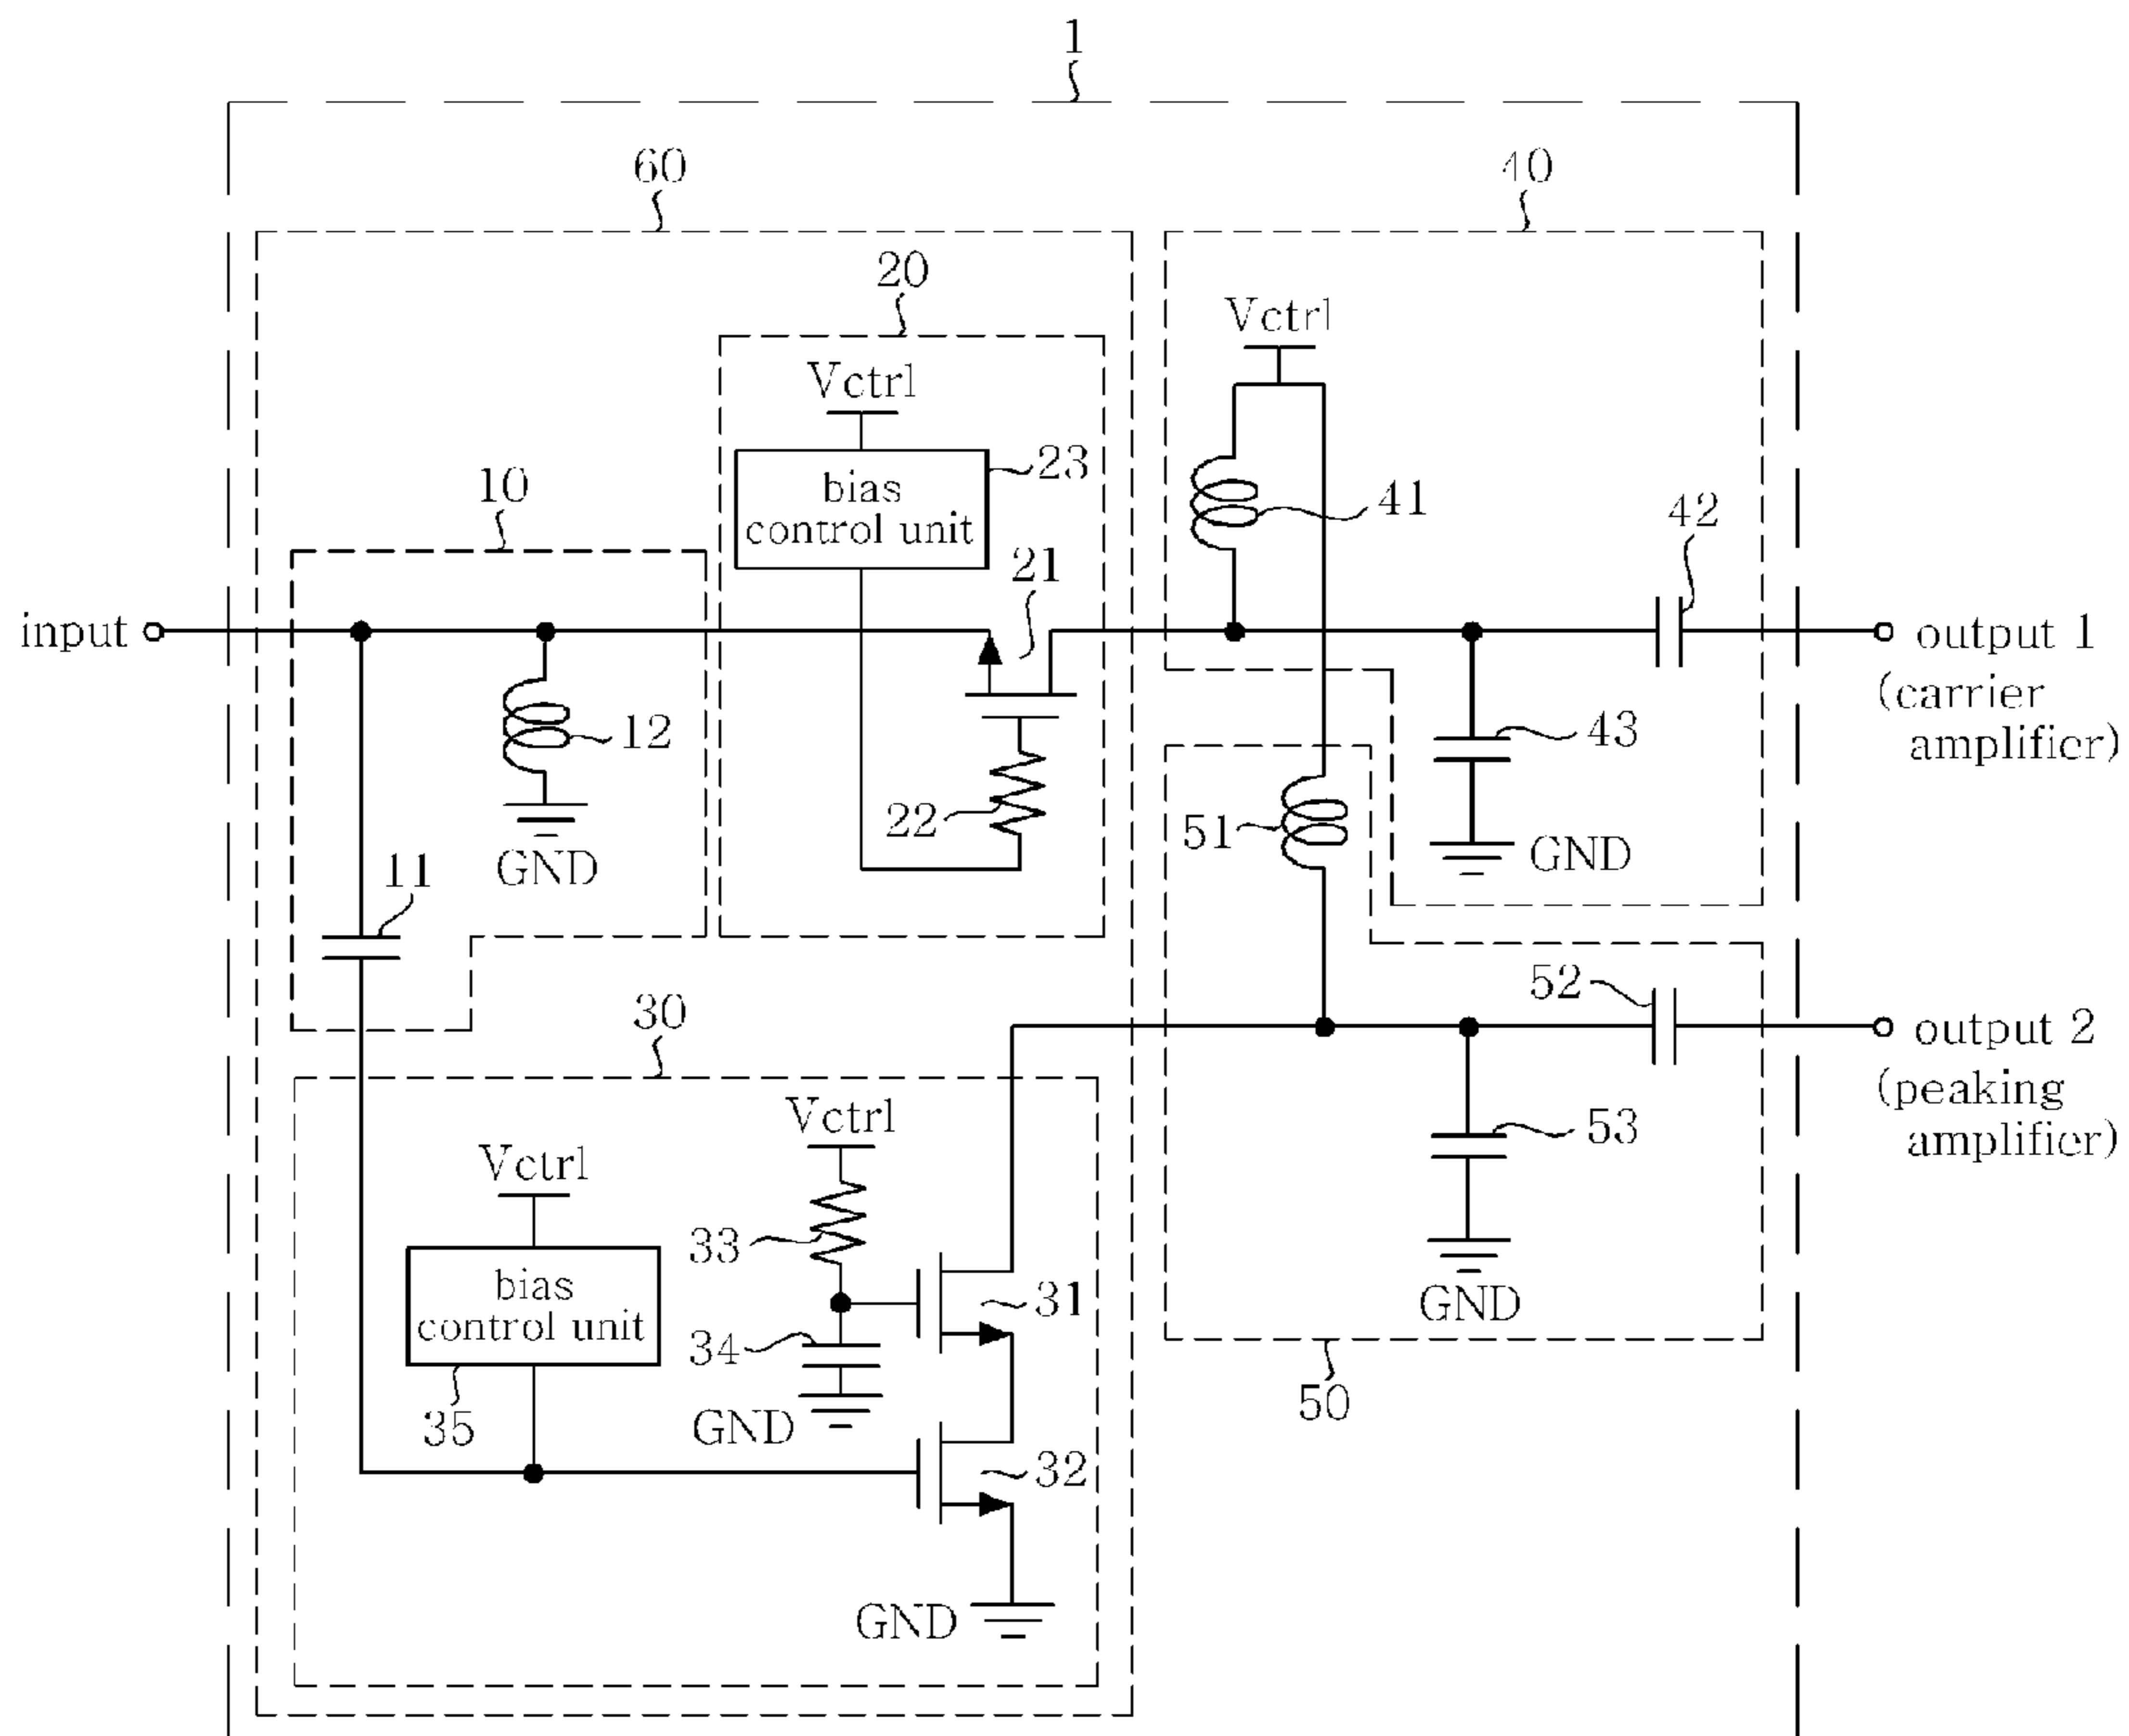 1
60
40
20
Vctrl
Vctrl
23
bias
control unit
10
41
42
21
input
output 1
(carrier
amplifier)
12
43
22
51
GND
GND
11
52
30
output 2
(peaking
amplifier)
Vctrl
53
Vctrl
33
bias
control unit
31
GND
34
35
GND
50
32
GND